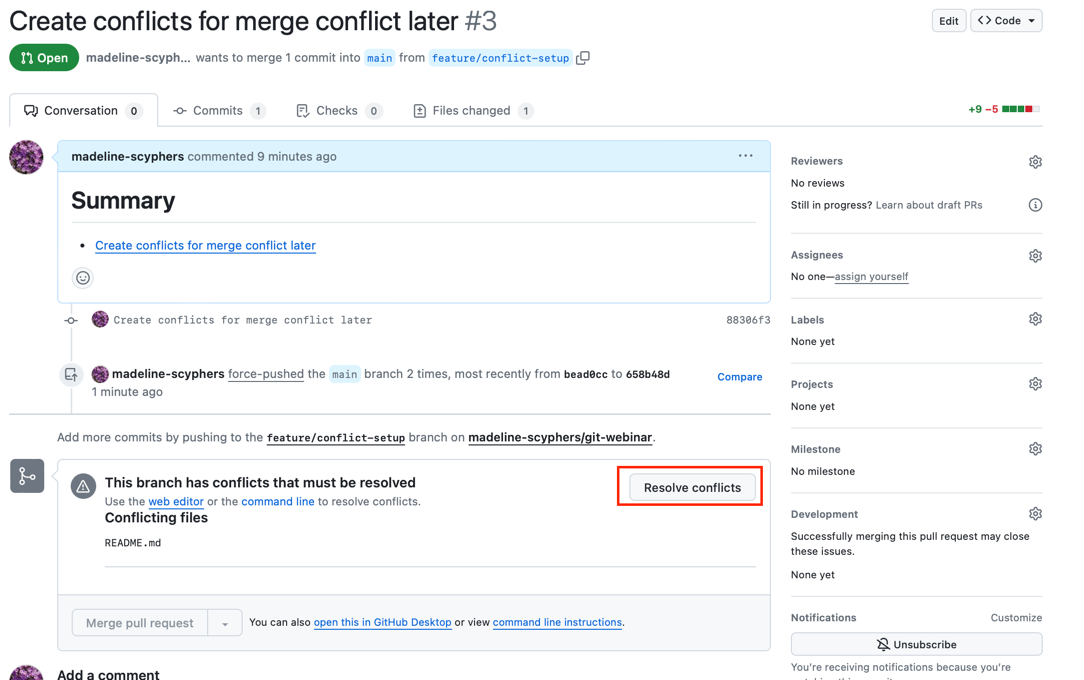 Create conflicts for merge conflict later #3
Edit
Code
Open
madeline-scyph... wants to merge 1 commit into main from feature/conflict-setup
Conversation 0
Commits 1
Checks 0
Files changed 1
+9 −5
madeline-scyphers commented 9 minutes ago
Summary
• Create conflicts for merge conflict later
Create conflicts for merge conflict later 88306f3
madeline-scyphers force-pushed the main branch 2 times, most recently from bead0cc to 658b48d
1 minute ago
Compare
Add more commits by pushing to the feature/conflict-setup branch on madeline-scyphers/git-webinar.
This branch has conflicts that must be resolved
Use the web editor or the command line to resolve conflicts.
Resolve conflicts
Conflicting files
README.md
Merge pull request
You can also open this in GitHub Desktop or view command line instructions.
Add a comment
Reviewers
No reviews
Still in progress? Learn about draft PRs
Assignees
No one—assign yourself
Labels
None yet
Projects
None yet
Milestone
No milestone
Development
Successfully merging this pull request may close
these issues.
None yet
Notifications
Customize
Unsubscribe
You're receiving notifications because you're